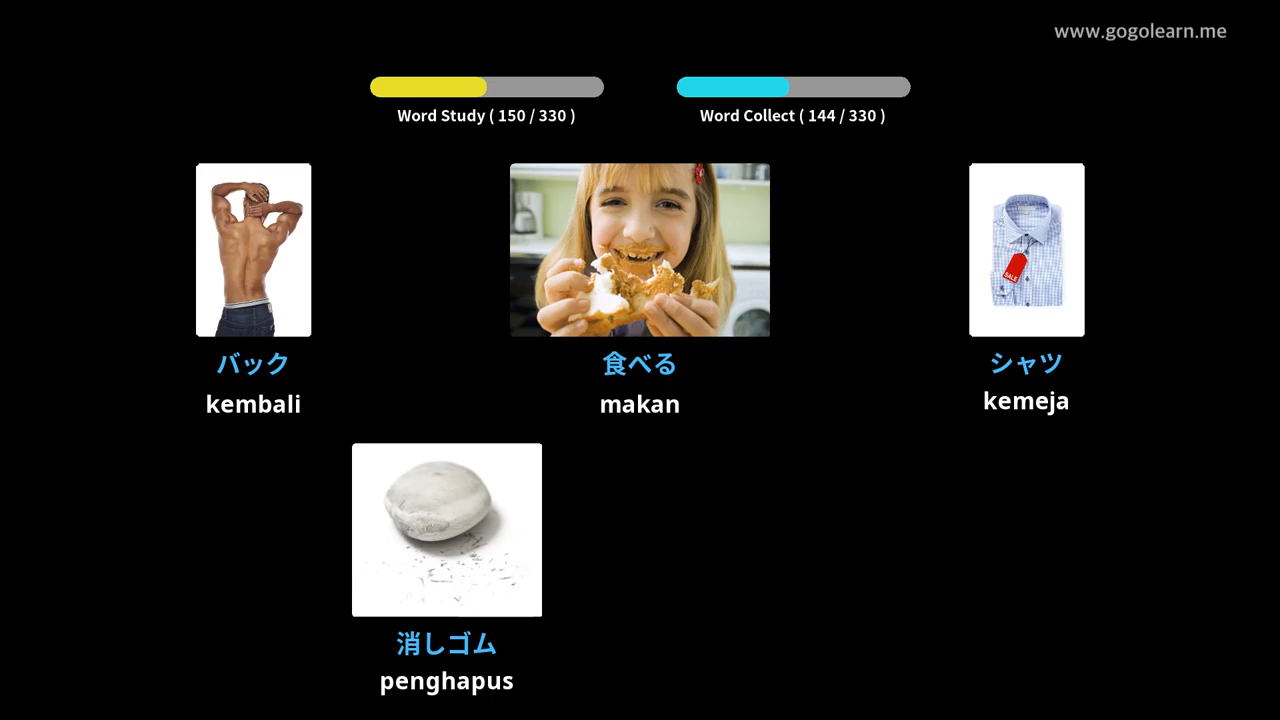 www.gogolearn.me
Word Study ( 150 / 330 )
Word Collect ( 144 / 330 )
SALE
バック
食べる
シャツ
kembali
makan
kemeja
消しゴム
penghapus